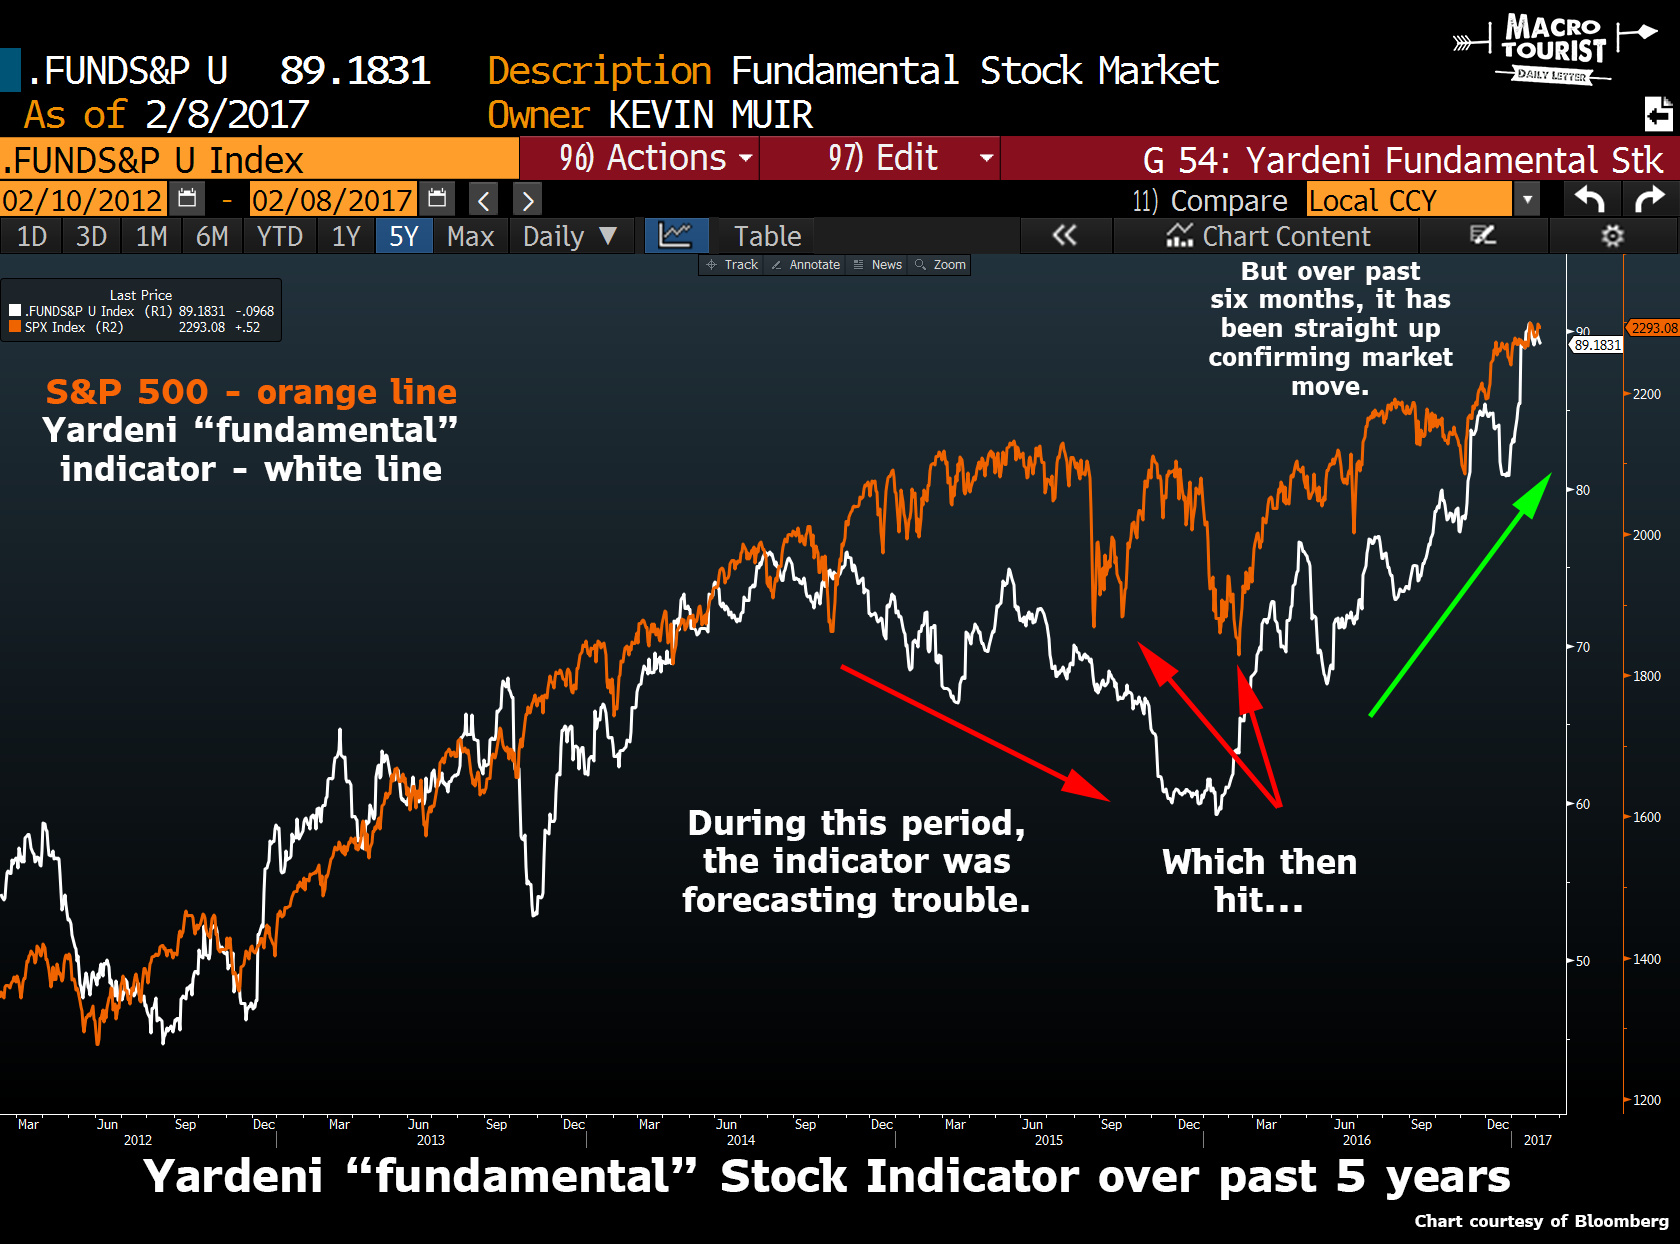 MACRO
TOURIST
DAILY LETTER
.FUNDS&P U 89.1831 Description Fundamental Stock Market
As of 2/8/2017 Owner KEVIN MUIR
.FUNDS&P U Index 96) Actions 97) Edit G 54: Yardeni Fundamental Stk
02/10/2012 - 02/08/2017 11) Compare Local CCY
1D 3D 1M 6M YTD 1Y 5Y Max Daily Table Chart Content
Track Annotate News Zoom
Last Price
.FUNDS&P U Index (R1) 89.1831 -.0968
SPX Index (R2) 2293.08 +.52
S&P 500 - orange line
Yardeni “fundamental”
indicator - white line
But over past
six months, it has
been straight up
confirming market
move.
During this period,
the indicator was
forecasting trouble.
Which then
hit...
90
89.1831
80
70
60
50
2293.08
2200
2000
1800
1600
1400
1200
Mar Jun Sep Dec Mar Jun Sep Dec Mar Jun Sep Dec Mar Jun Sep Dec Mar Jun Sep Dec
2012 2013 2014 2015 2016 2017
Yardeni “fundamental” Stock Indicator over past 5 years
Chart courtesy of Bloomberg